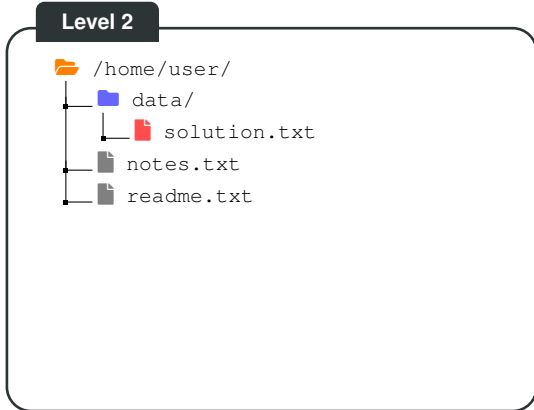 Level 2
/home/user/
data/
solution.txt
notes.txt
readme.txt